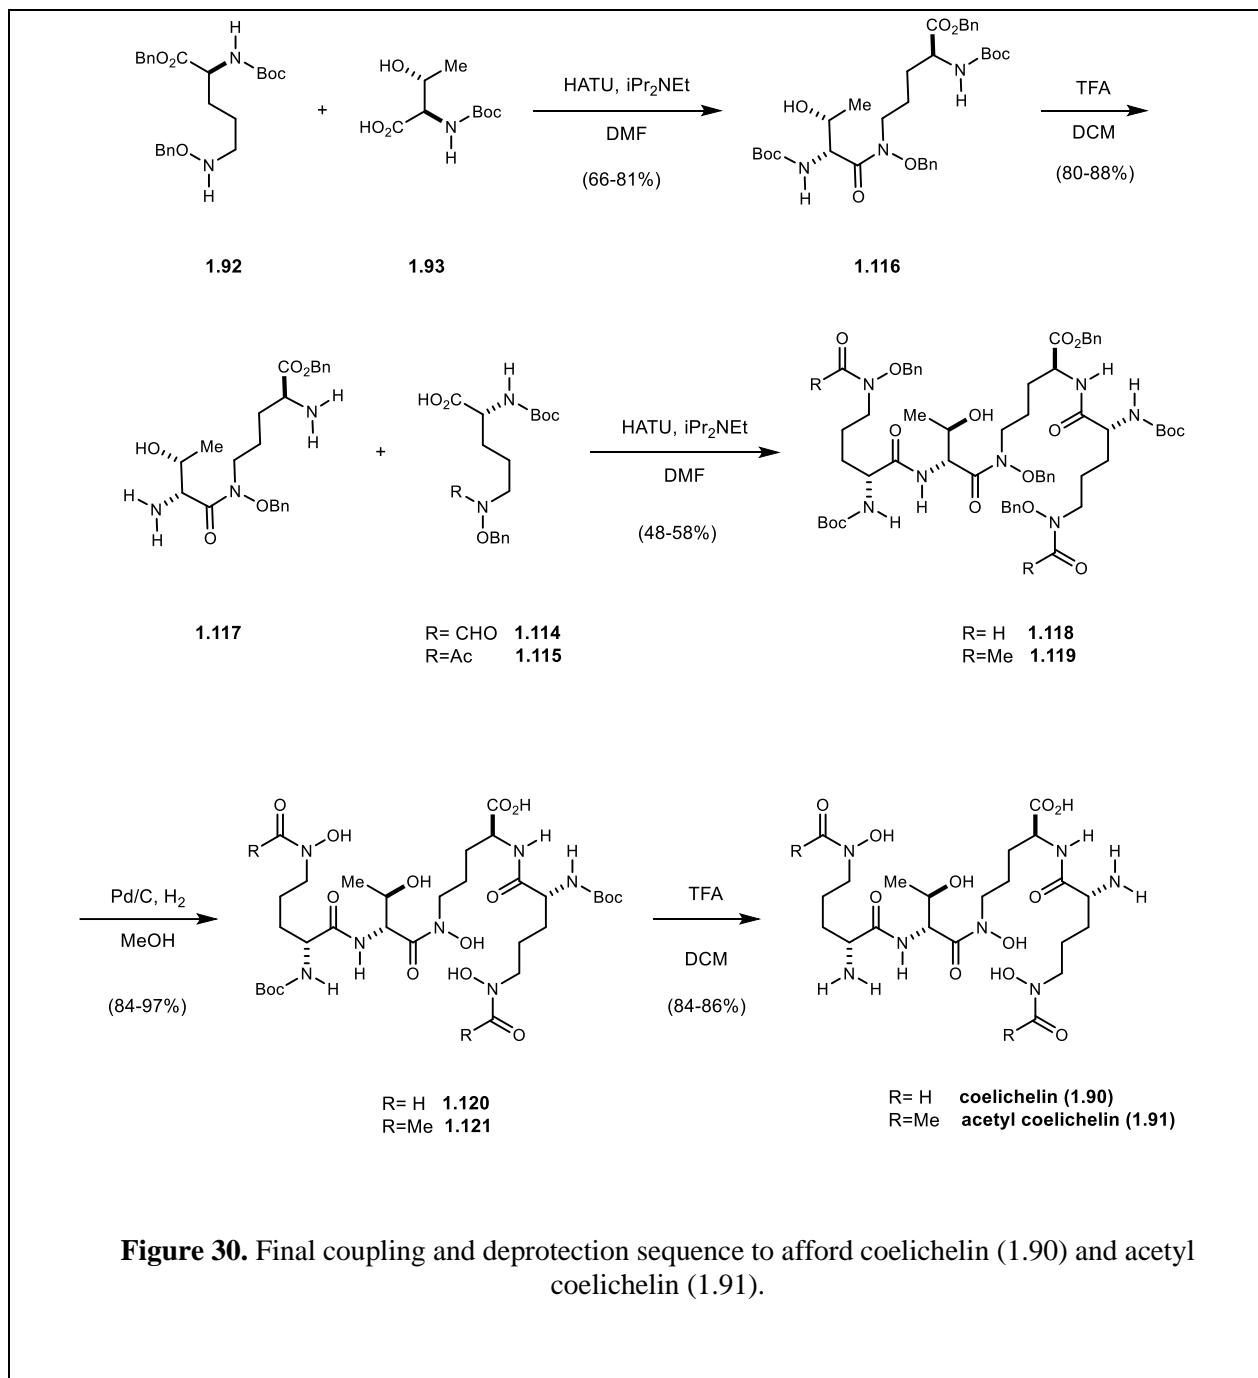 H
BnO₂C N Boc
BnO N H
+
HO Me
HO₂C N Boc
H
HATU, iPr₂NEt
DMF
(66-81%)
CO₂Bn
N Boc
H
HO Me
Boc N N OBn
H O
TFA
DCM
(80-88%)
1.92 1.93 1.116
CO₂Bn
H
N
H
HO Me
H N N OBn
H O
+
H
HO₂C N Boc
R N
OBn
HATU, iPr₂NEt
DMF
(48-58%)
O CO₂Bn
R N OBn N H H
Me OH O N Boc
O
N N OBn
H O
Boc N H BnO N
R O
1.117
R= CHO 1.114
R=Ac 1.115
R= H 1.118
R=Me 1.119
Pd/C, H₂
MeOH
(84-97%)
O CO₂H
R N OH N H H
Me OH O N Boc
O
N N OH
H O
Boc N H HO N
R O
TFA
DCM
(84-86%)
O CO₂H
R N OH N H H
Me OH O N H
O
N N OH
H O
H N H HO N
R O
R= H 1.120
R=Me 1.121
R= H coelichelin (1.90)
R=Me acetyl coelichelin (1.91)
Figure 30. Final coupling and deprotection sequence to afford coelichelin (1.90) and acetyl
coelichelin (1.91).